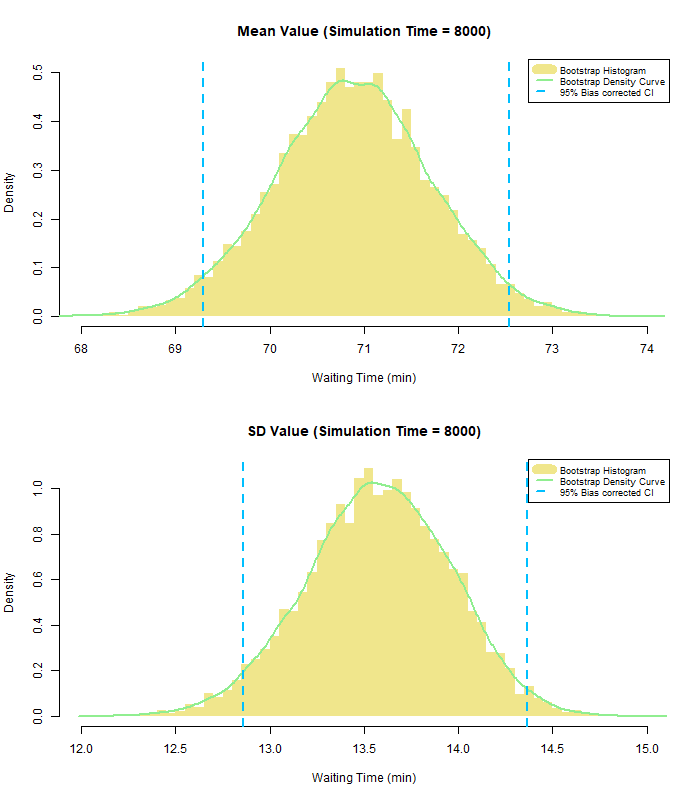 Mean Value (Simulation Time = 8000)
Bootstrap Histogram
Bootstrap Density Curve
95% Bias corrected CI
0.5
0.4
0.3
0.2
0.1
0.0
Density
68 69 70 71 72 73 74
Waiting Time (min)
SD Value (Simulation Time = 8000)
Bootstrap Histogram
Bootstrap Density Curve
95% Bias corrected CI
1.0
0.8
0.6
0.4
0.2
0.0
Density
12.0 12.5 13.0 13.5 14.0 14.5 15.0
Waiting Time (min)